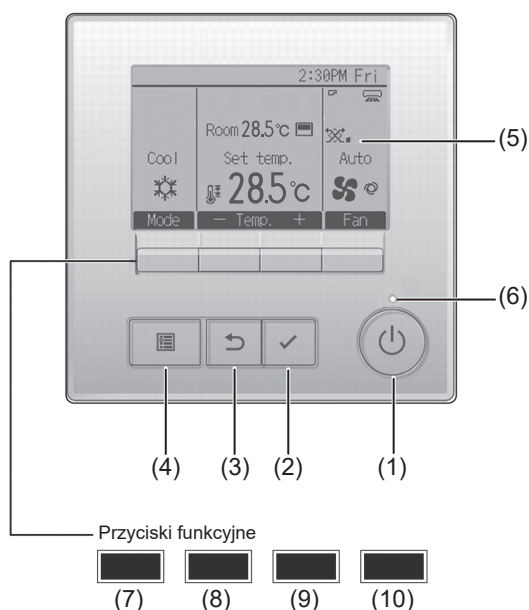 2:30PM Fri
Room 28.5°C
Cool Set temp. Auto
28.5°C
Mode − Temp. + Fan
(5)
(6)
(4) (3) (2) (1)
Przyciski funkcyjne
(7) (8) (9) (10)